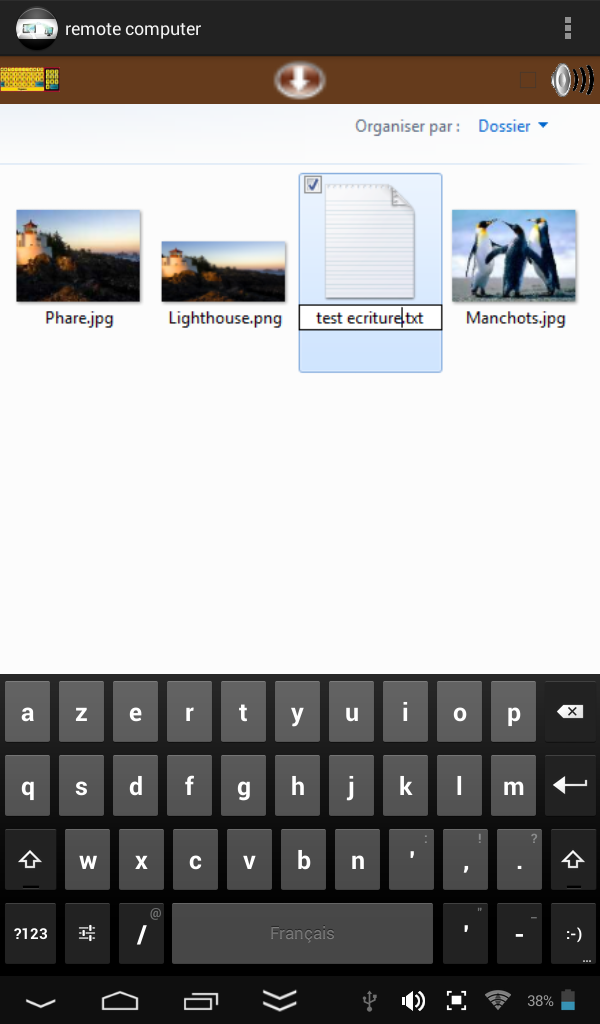 remote computer
Organiser par : Dossier
Phare.jpg Lighthouse.png test ecriture.txt Manchots.jpg
a z e r t y u i o p
q s d f g h j k l m
w x c v b n ' : , ! . ?
?123 / @ Français ' " - _ :-) ...
38%